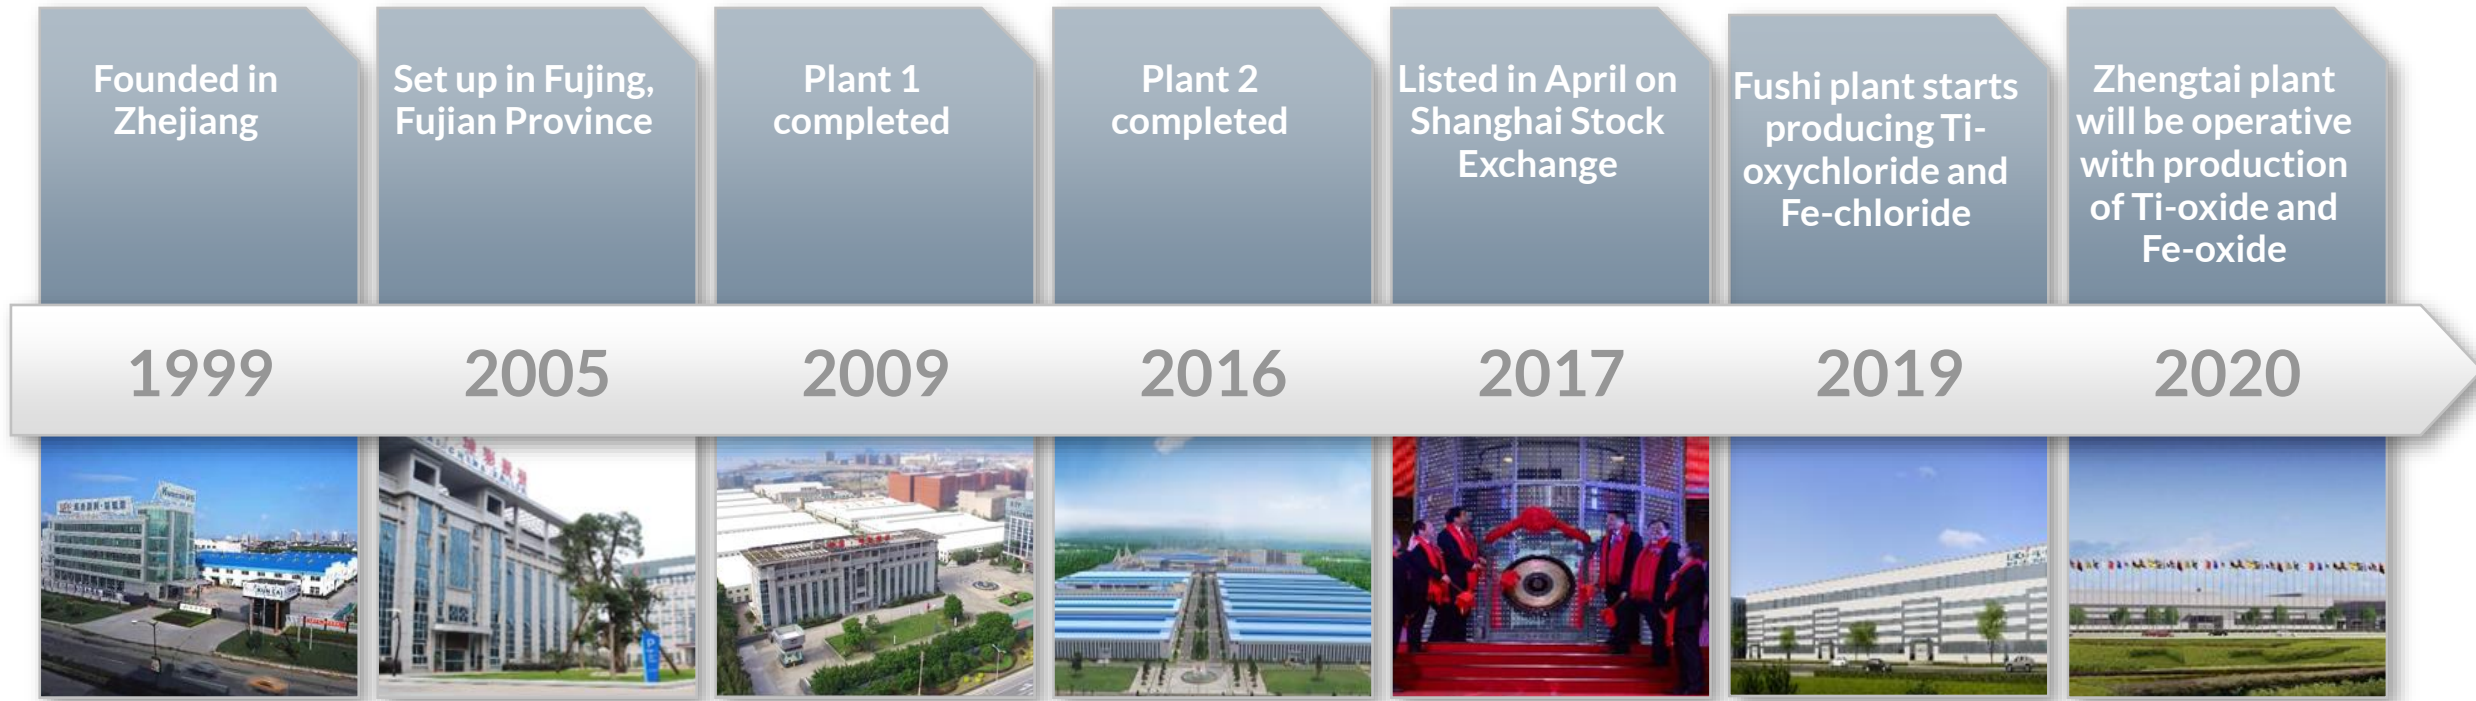 Founded in
Zhejiang
Set up in Fujing,
Fujian Province
Plant 1
completed
Plant 2
completed
Listed in April on
Shanghai Stock
Exchange
Fushi plant starts
producing Ti-
oxychloride and
Fe-chloride
Zhengtai plant
will be operative
with production
of Ti-oxide and
Fe-oxide
1999
2005
2009
2016
2017
2019
2020